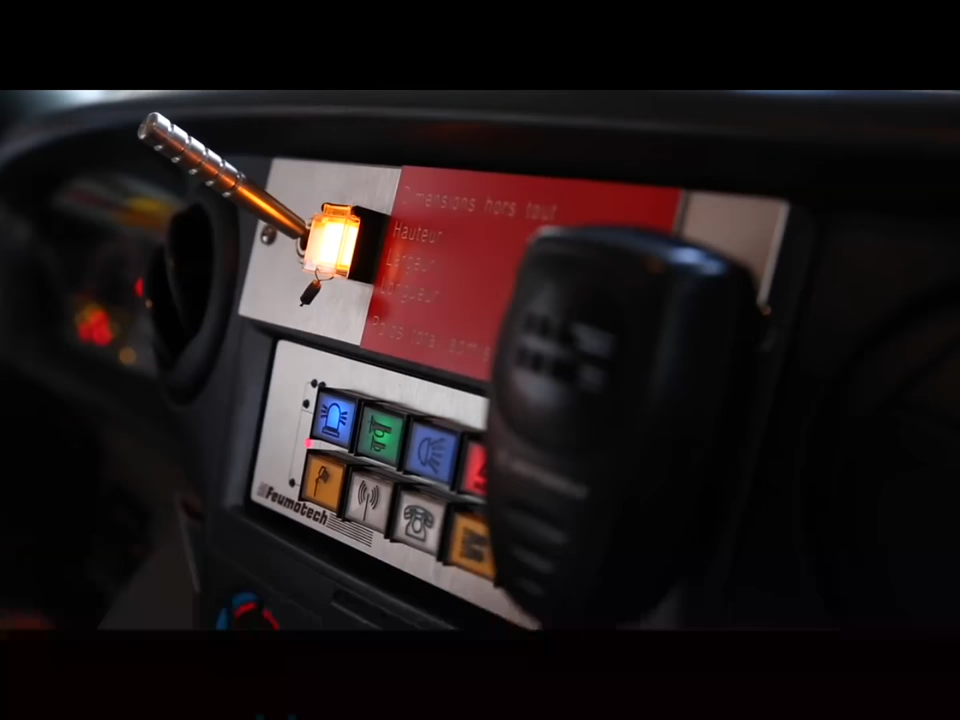 Dimensions hors tout
Hauteur
Largeur
Longueur
Poids total
Feumotech